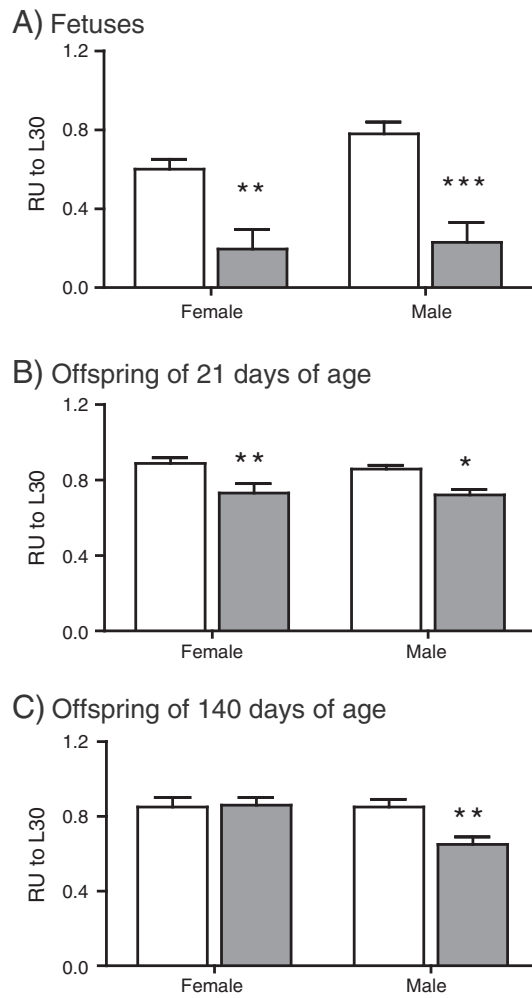 A) Fetuses
1.2
0.8
0.4
0.0
RU to L30
**
***
Female Male
B) Offspring of 21 days of age
1.2
0.8
0.4
0.0
RU to L30
**
*
Female Male
C) Offspring of 140 days of age
1.2
0.8
0.4
0.0
RU to L30
**
Female Male